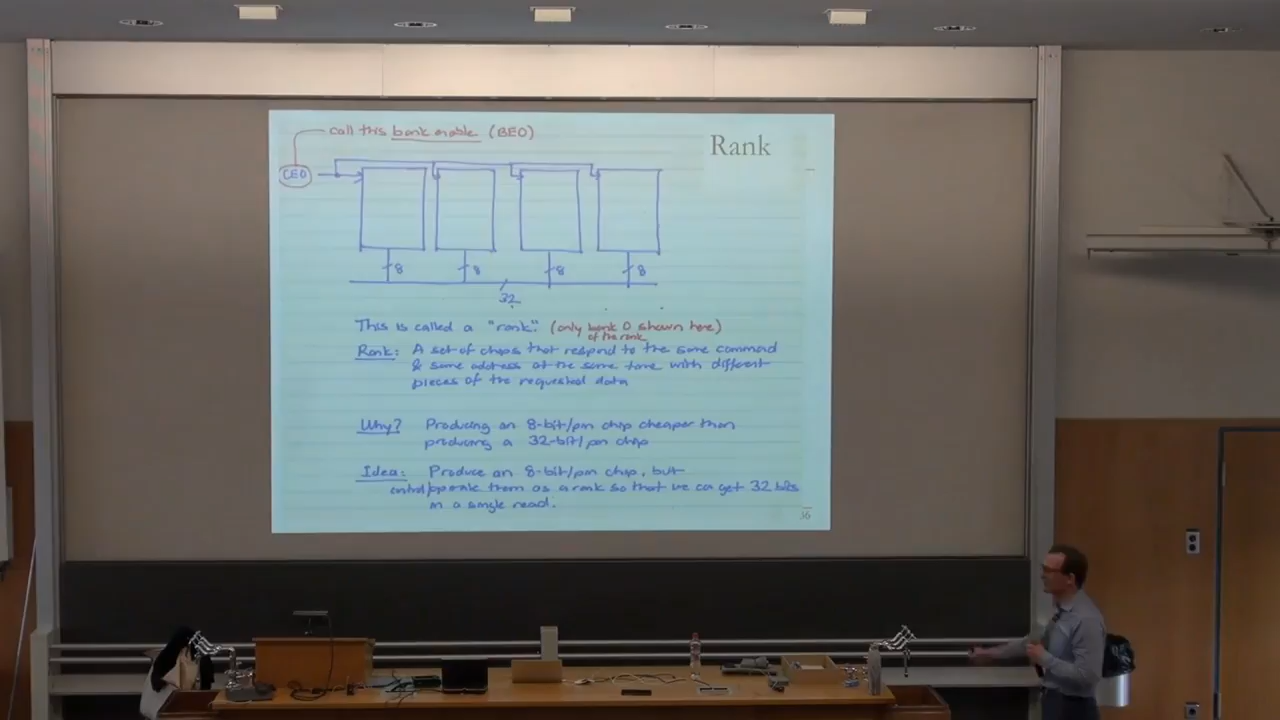 call this bank enable (BE0)
Rank
CE0
8
8
8
8
32
This is called a "rank". (only bank 0 shown here)
of the rank
Rank: A set of chips that respond to the same command
& same address at the same time with different
pieces of the requested data
Why? Producing an 8-bit/pin chip cheaper than
producing a 32-bit/pin chip
Idea: Produce an 8-bit/pin chip, but
control/operate them as a rank so that we can get 32 bits
in a single read.
36